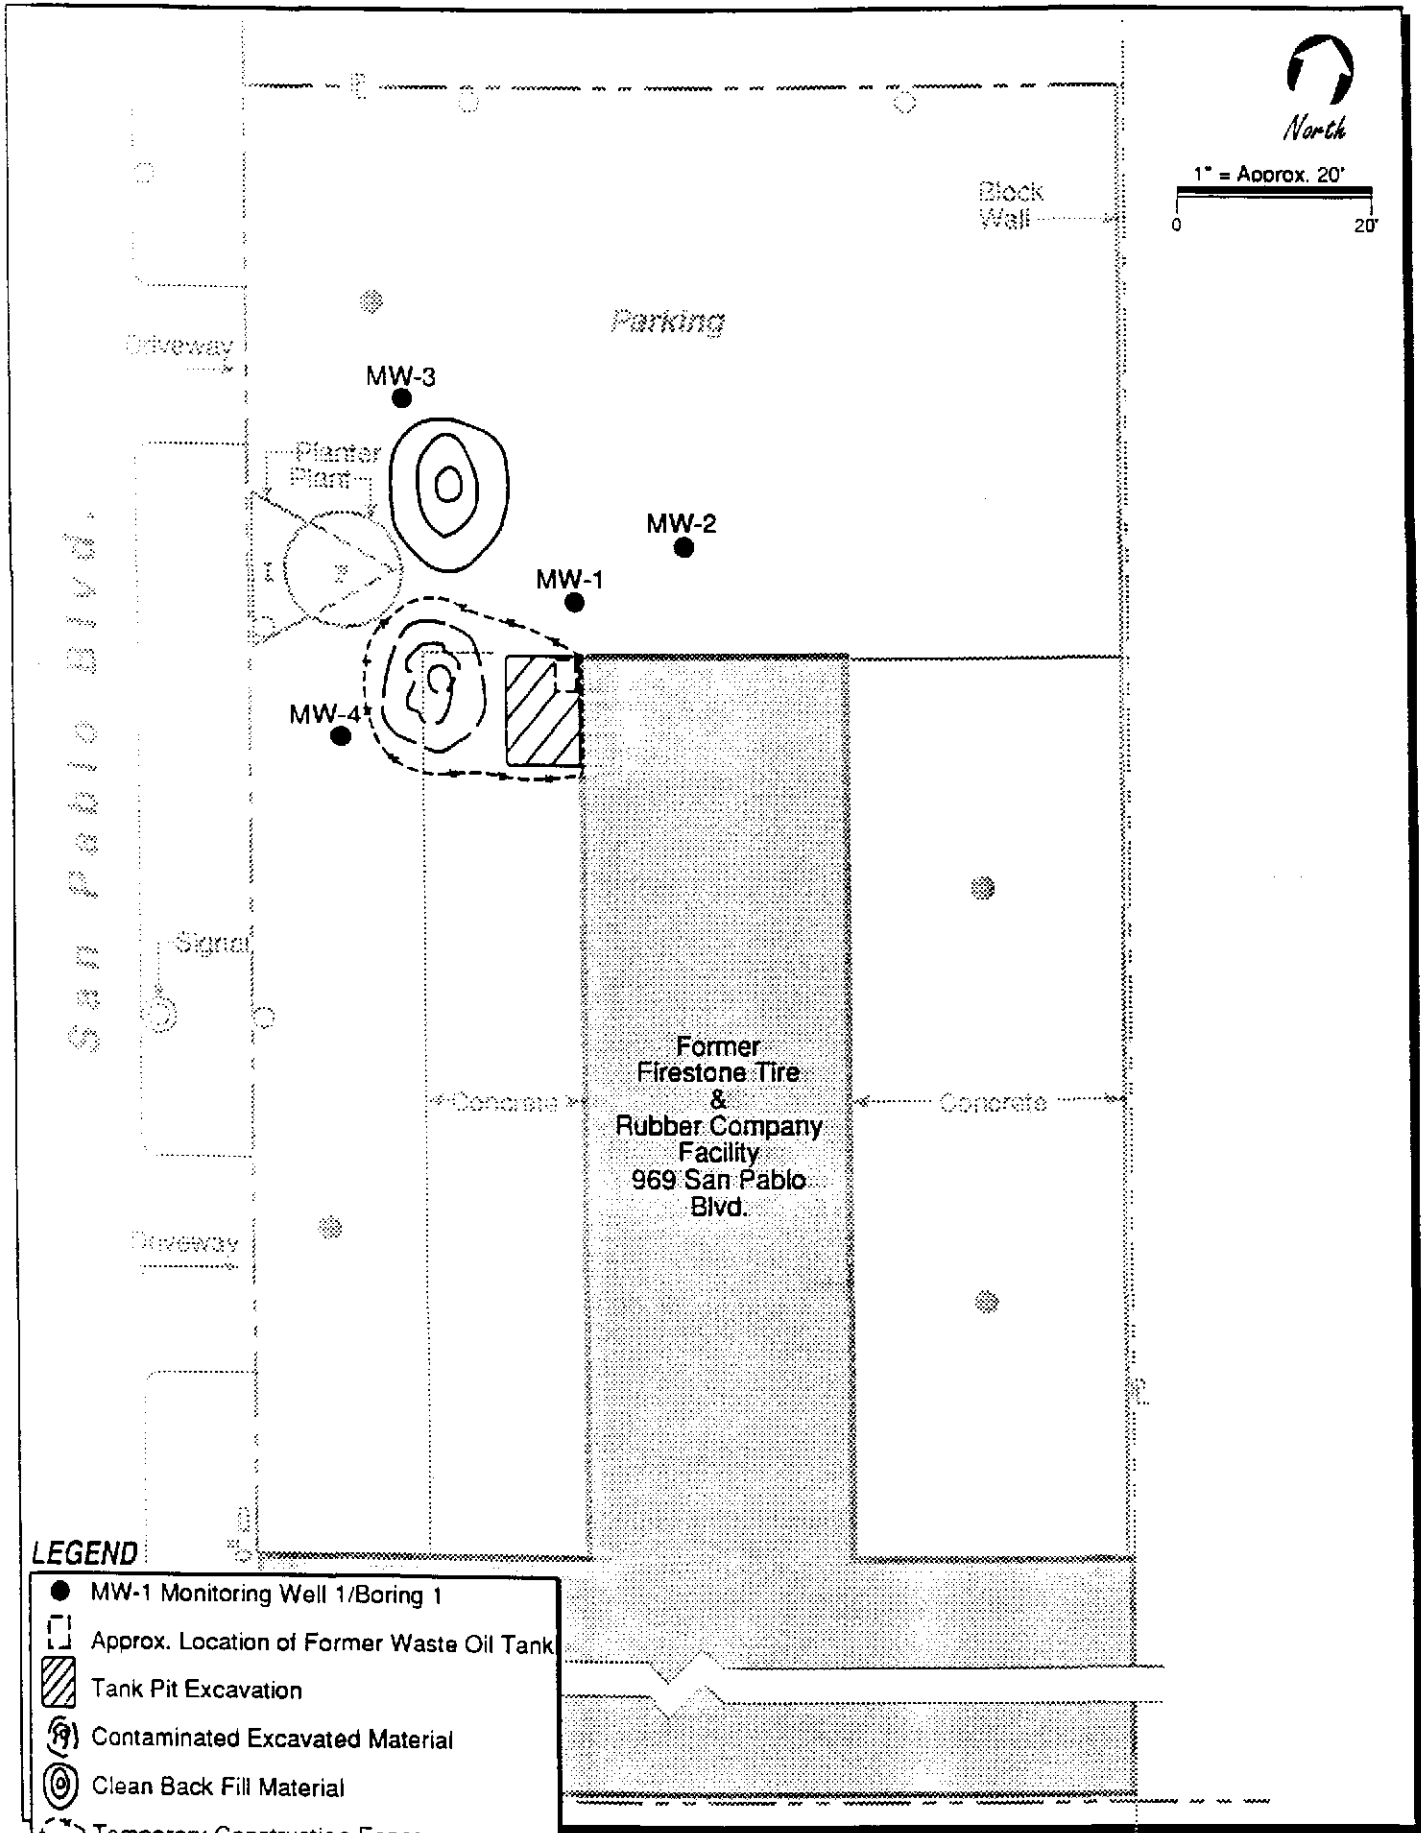 North
1" = Approx. 20'
0 20'
Block
Wall
Parking
Driveway
MW-3
Planter
Plant
MW-2
MW-1
MW-4
San Pablo Blvd.
Signal
Former
Firestone Tire
&
Rubber Company
Facility
969 San Pablo
Blvd.
Concrete
Concrete
Driveway
LEGEND
MW-1 Monitoring Well 1/Boring 1
Approx. Location of Former Waste Oil Tank
Tank Pit Excavation
Contaminated Excavated Material
Clean Back Fill Material
Temporary Construction Fence